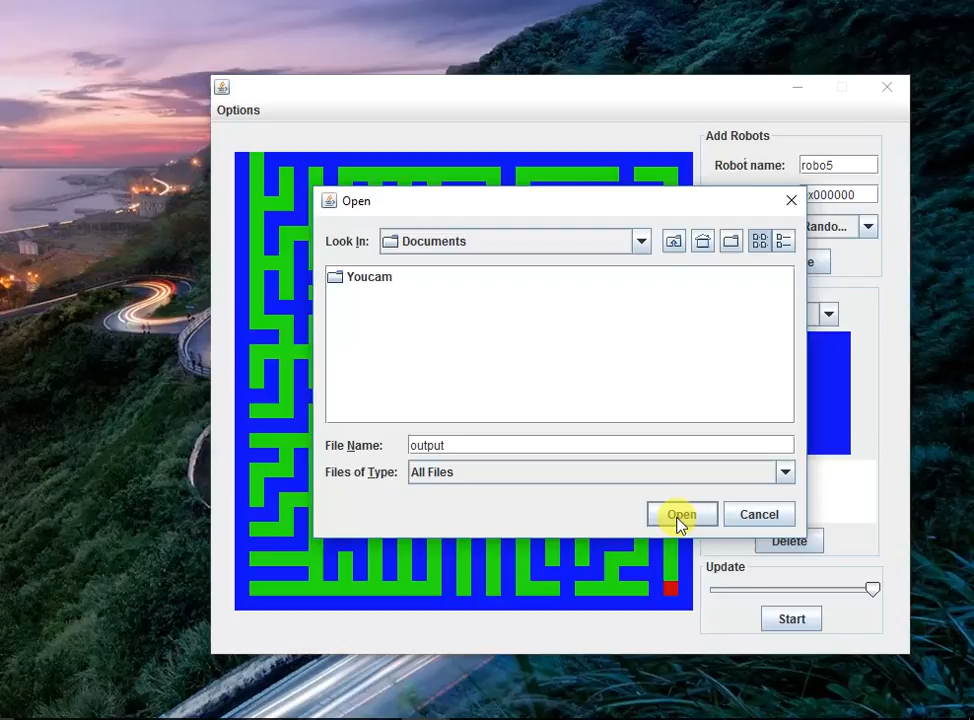 Options
Add Robots
Robot name:
robo5
x000000
Rando...
e
Open
Look In:
Documents
Youcam
File Name:
output
Files of Type:
All Files
Open
Cancel
Delete
Update
Start